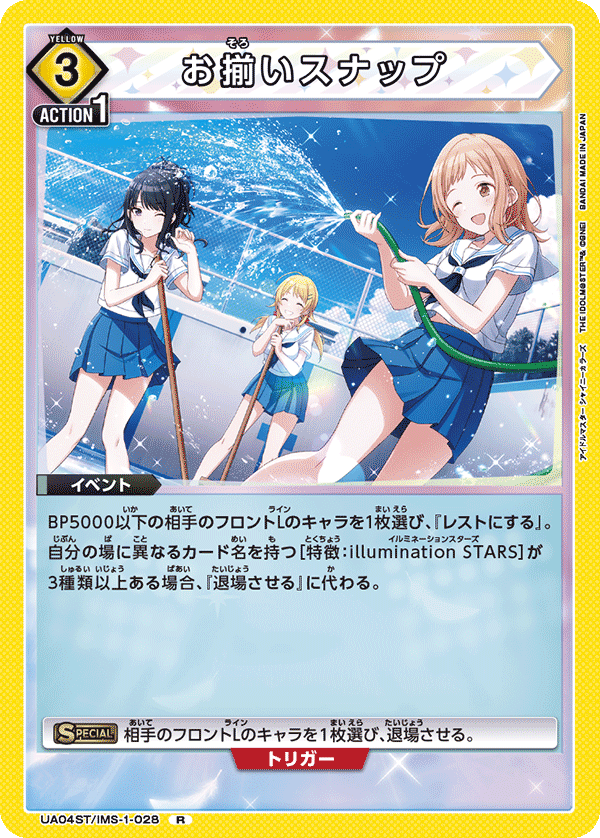 YELLOW
3
ACTION 1
お揃いスナップ
そろ
BANDAI MADE IN JAPAN
THE IDOLM@STER™& ©BNEI
アイドルマスター シャイニーカラーズ
イベント
BP5000以下の相手のフロントLのキャラを1枚選び、『レストにする』。
自分の場に異なるカード名を持つ[特徴:illumination STARS]が
3種類以上ある場合、『退場させる』に代わる。
SPECIAL 相手のフロントLのキャラを1枚選び、退場させる。
トリガー
UA04ST/IMS-1-028 R